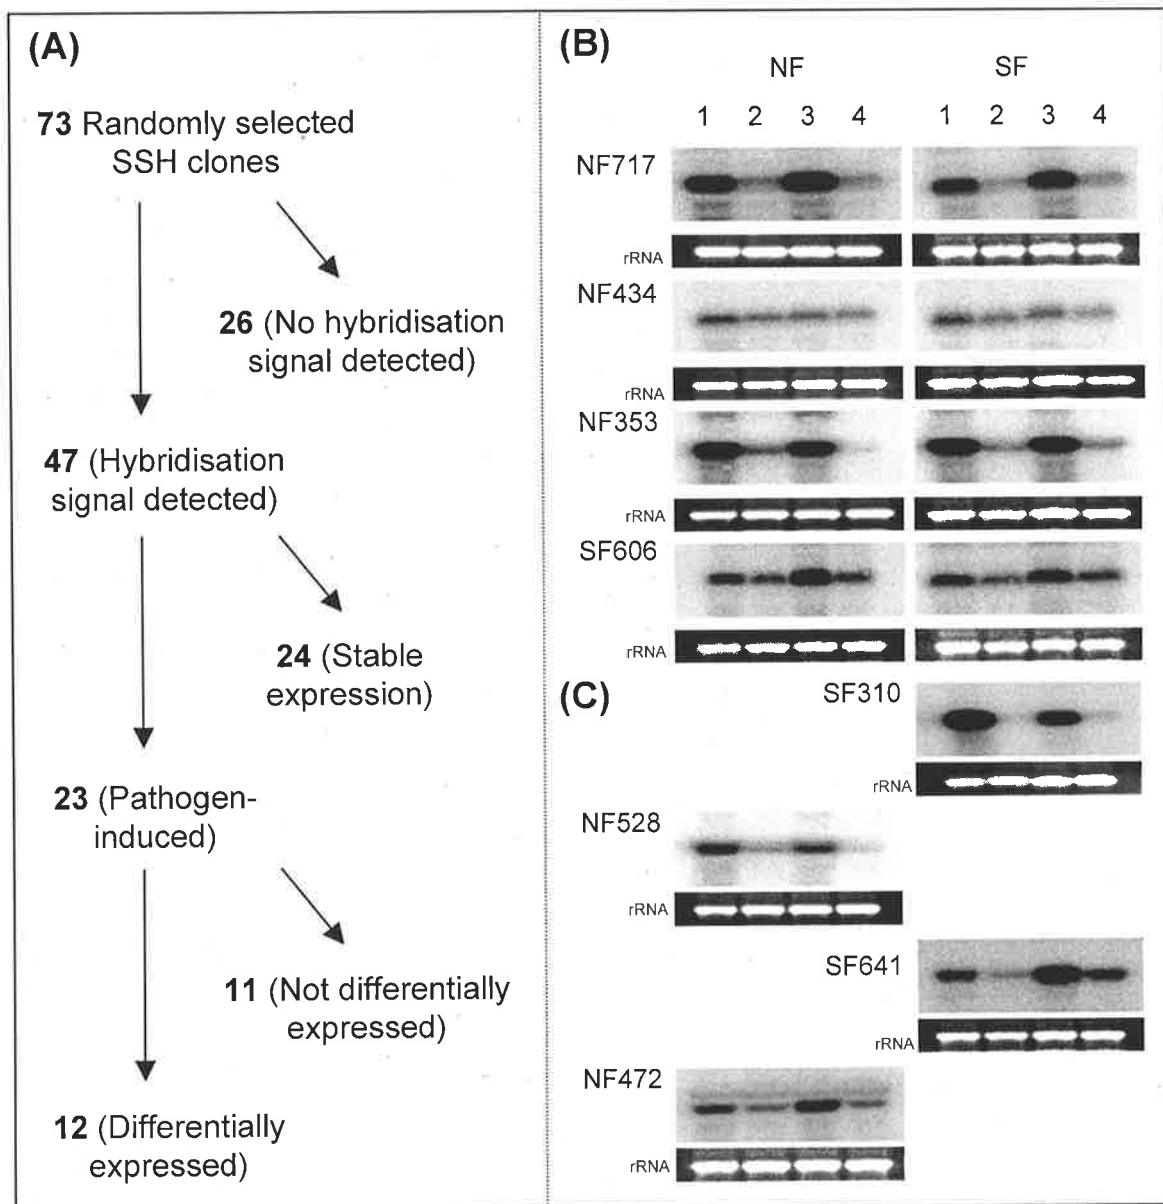 (A)
73 Randomly selected
SSH clones
26 (No hybridisation
signal detected)
47 (Hybridisation
signal detected)
24 (Stable
expression)
23 (Pathogen-
induced)
11 (Not differentially
expressed)
12 (Differentially
expressed)
(B)
NF SF
1 2 3 4 1 2 3 4
NF717
rRNA
NF434
rRNA
NF353
rRNA
SF606
rRNA
(C)
SF310
rRNA
NF528
rRNA
SF641
rRNA
NF472
rRNA